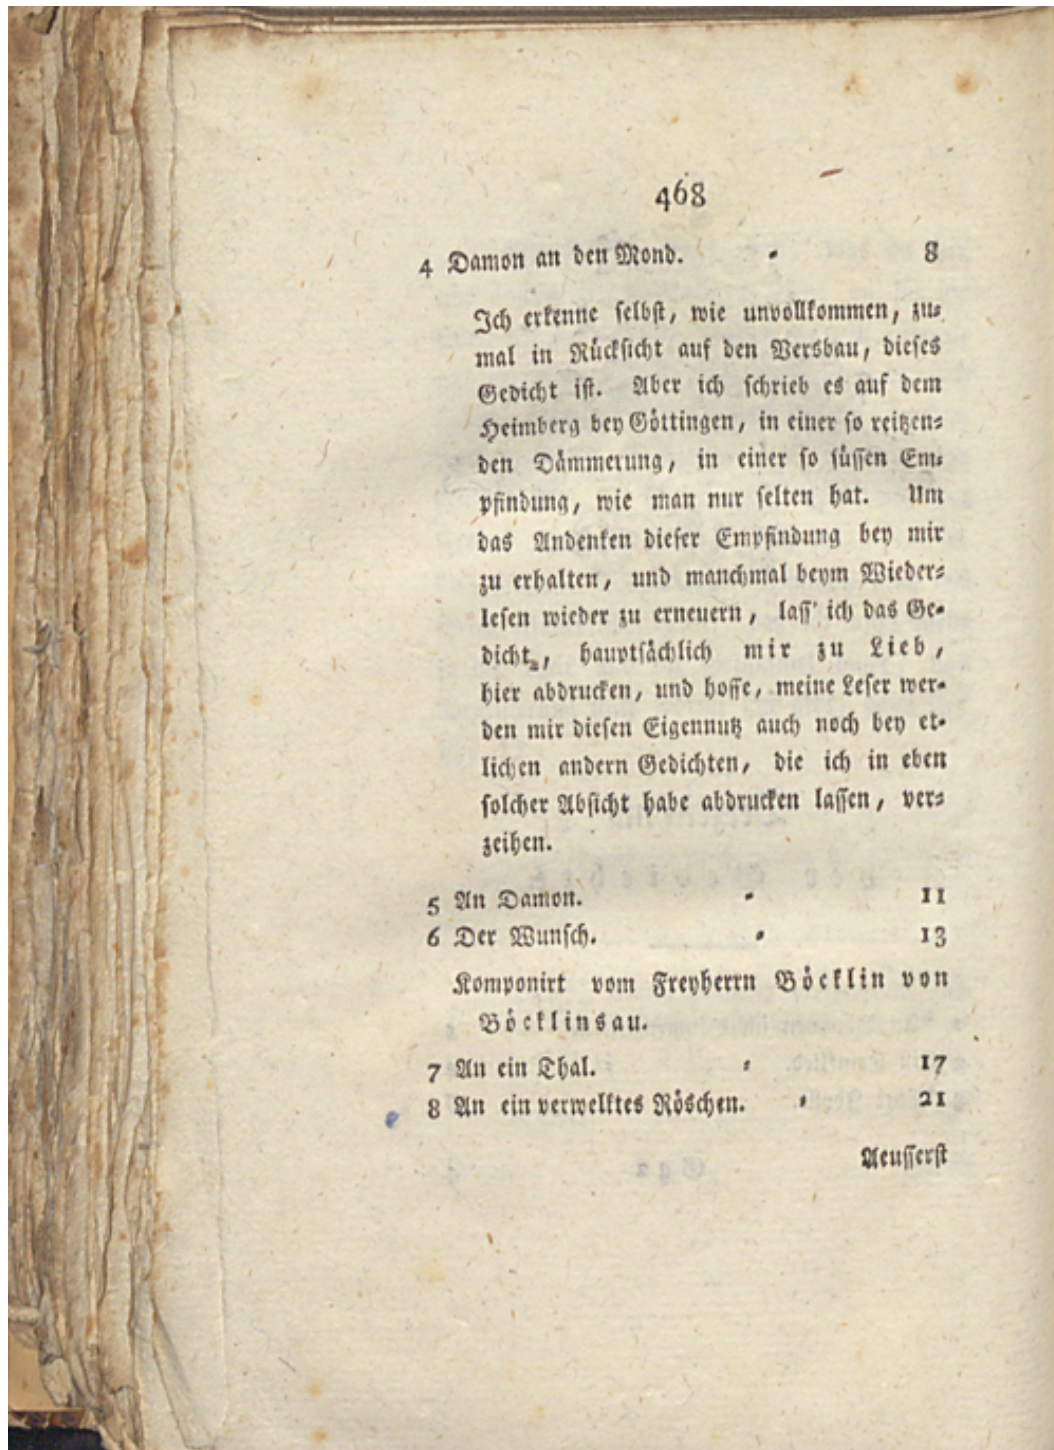 468
4 Damon an den Mond. = 8
Ich erkenne selbst, wie unvollkommen, zu=
mal in Rücksicht auf den Versbau, dieses
Gedicht ist. Aber ich schrieb es auf dem
Heimberg bey Göttingen, in einer so reitzen=
den Dämmerung, in einer so süssen Em=
pfindung, wie man nur selten hat. Um
das Andenken dieser Empfindung bey mir
zu erhalten, und manchmal beym Wieder=
lesen wieder zu erneuern, lass' ich das Ge=
dicht, hauptsächlich mir zu Lieb,
hier abdrucken, und hoffe, meine Leser wer=
den mir diesen Eigennutz auch noch bey et=
lichen andern Gedichten, die ich in eben
solcher Absicht habe abdrucken lassen, ver=
zeihen.
5 An Damon. = 11
6 Der Wunsch. = 13
Komponirt vom Freyherrn Böcklin von
Böcklinsau.
7 An ein Thal. = 17
8 An ein verwelktes Röschen. = 21
Aeusserst